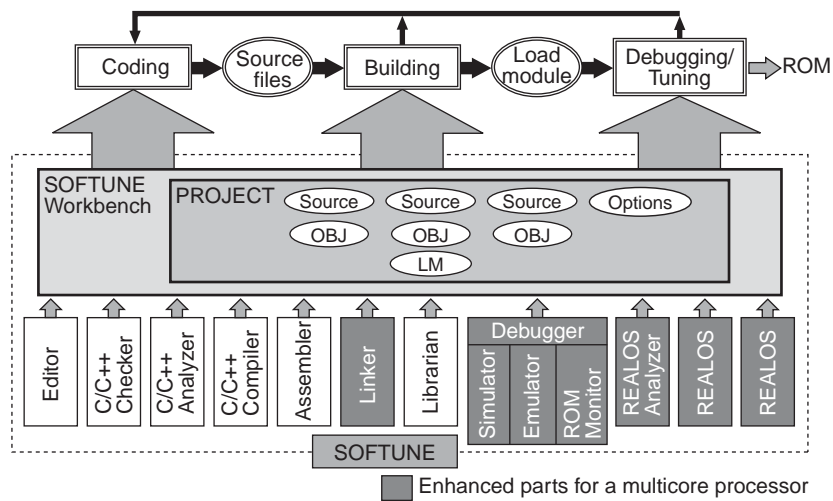 Coding
Source
files
Building
Load
module
Debugging/
Tuning
ROM
SOFTUNE
Workbench
PROJECT
Source
Source
Source
Options
OBJ
OBJ
OBJ
LM
Editor
C/C++
Checker
C/C++
Analyzer
C/C++
Compiler
Assembler
Linker
Librarian
Debugger
Simulator
Emulator
ROM
Monitor
REALOS
Analyzer
REALOS
REALOS
SOFTUNE
Enhanced parts for a multicore processor